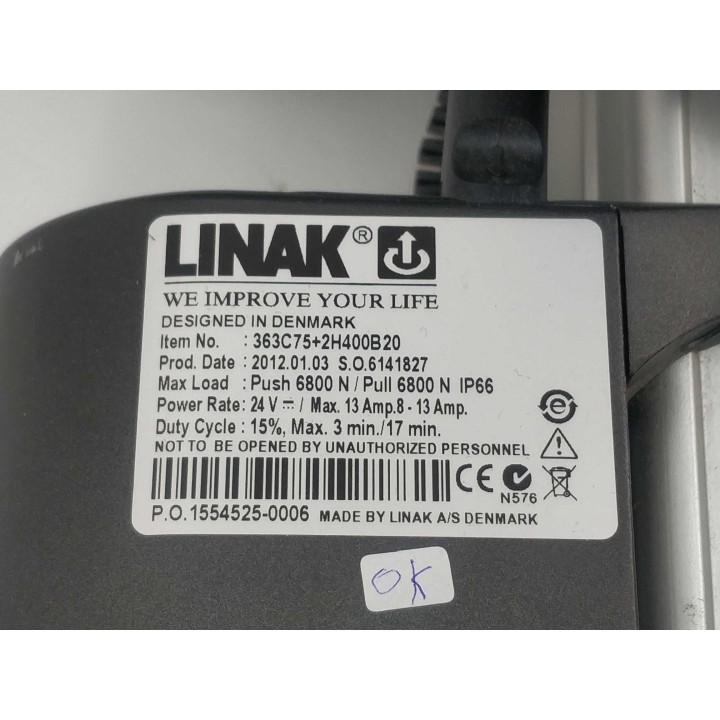 LINAK®
WE IMPROVE YOUR LIFE
DESIGNED IN DENMARK
Item No. : 363C75+2H400B20
Prod. Date : 2012.01.03 S.O.6141827
Max Load : Push 6800 N / Pull 6800 N IP66
Power Rate: 24 V ⎓ / Max. 13 Amp.8 - 13 Amp.
Duty Cycle : 15%, Max. 3 min./17 min.
NOT TO BE OPENED BY UNAUTHORIZED PERSONNEL
CE
N576
P.O.1554525-0006 MADE BY LINAK A/S DENMARK
OK